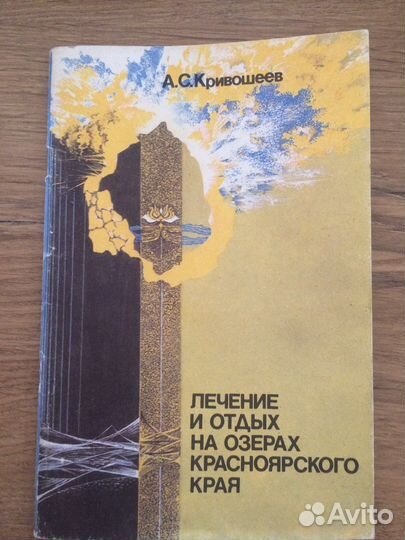 А.С.Кривошеев
ЛЕЧЕНИЕ
И ОТДЫХ
НА ОЗЕРАХ
КРАСНОЯРСКОГО
КРАЯ
Avito